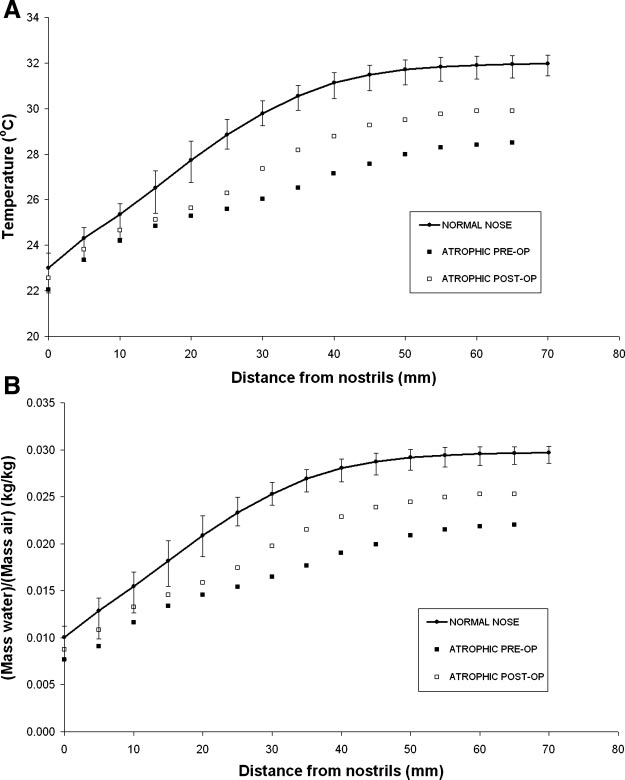 A
34
32
30
28
26
24
22
20
Temperature (°C)
NORMAL NOSE
ATROPHIC PRE-OP
ATROPHIC POST-OP
0 10 20 30 40 50 60 70 80
Distance from nostrils (mm)
B
0.035
0.030
0.025
0.020
0.015
0.010
0.005
0.000
(Mass water)/(Mass air) (kg/kg)
NORMAL NOSE
ATROPHIC PRE-OP
ATROPHIC POST-OP
0 10 20 30 40 50 60 70 80
Distance from nostrils (mm)